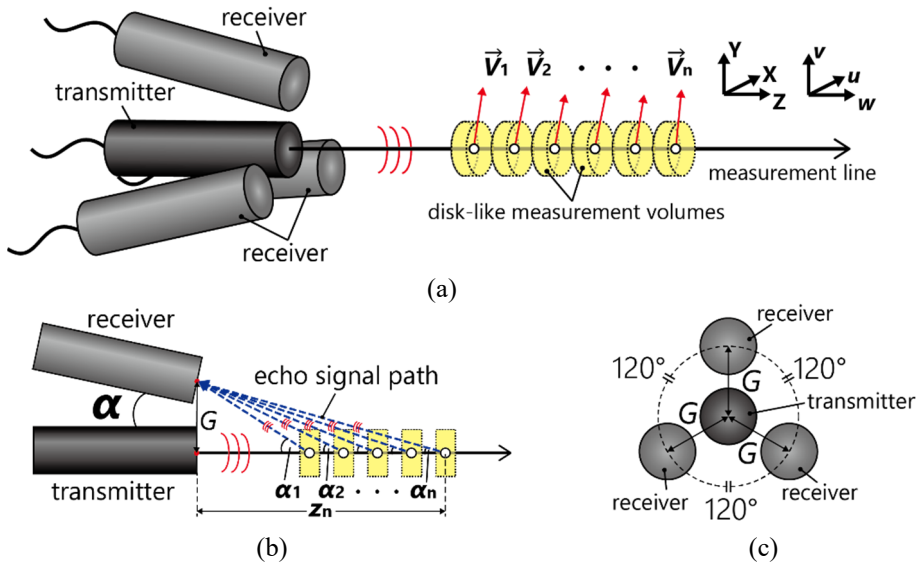 receiver
transmitter
receiver
V1 V2 · · · Vn
Y
X
Z
v
u
w
measurement line
disk-like measurement volumes
(a)
receiver
α
transmitter
G
echo signal path
α1 α2 · · · αn
zn
(b)
receiver
120° 120°
G
transmitter
G G
receiver
receiver
120°
(c)